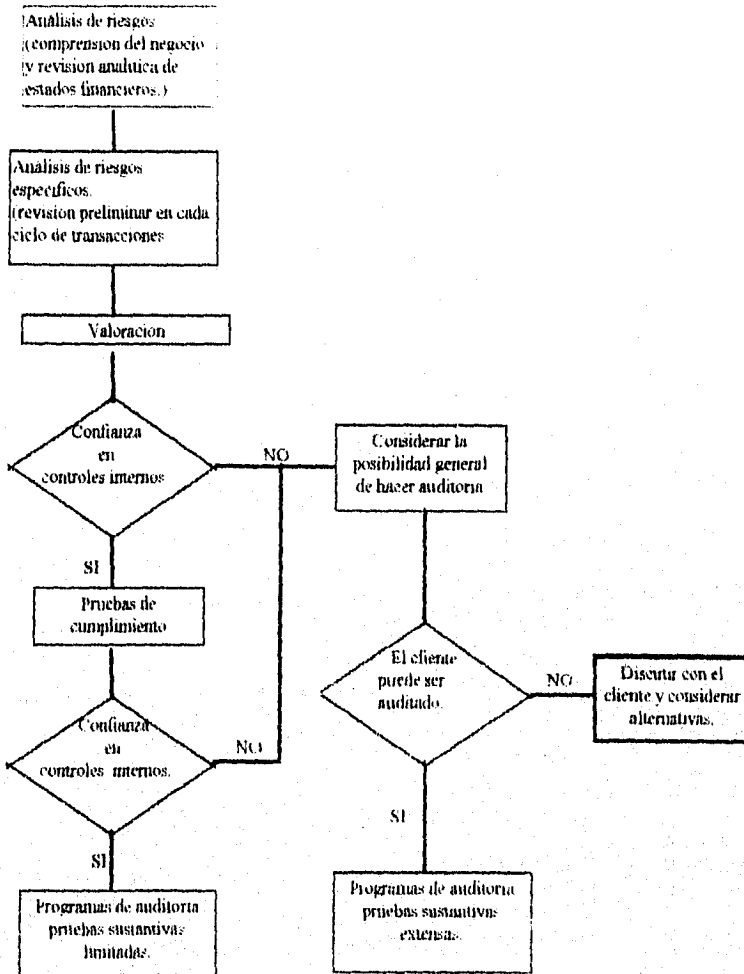 Análisis de riesgos
(comprension del negocio
y revision analitica de
estados financieros.)
Análisis de riesgos
especificos.
(revision preliminar en cada
ciclo de transacciones
Valoracion
Confianza
en
controles internos
NO
Considerar la
posibilidad general
de hacer auditoria
SI
Pruebas de
cumplimiento
El cliente
puede ser
auditado.
NO
Discutir con el
cliente y considerar
alternativas.
Confianza
en
controles internos.
NO
SI
SI
Programas de auditoria
pruebas sustantivas
limitadas.
Programas de auditoria
pruebas sustantivas
extensas.